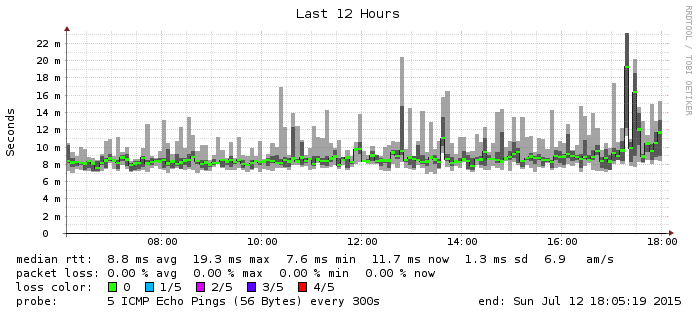 Last 12 Hours
RRDTOOL / TOBI OETIKER
Seconds
22 m
20 m
18 m
16 m
14 m
12 m
10 m
8 m
6 m
4 m
2 m
0
08:00 10:00 12:00 14:00 16:00 18:00
median rtt: 8.8 ms avg 19.3 ms max 7.6 ms min 11.7 ms now 1.3 ms sd 6.9 am/s
packet loss: 0.00 % avg 0.00 % max 0.00 % min 0.00 % now
loss color: 0 1/5 2/5 3/5 4/5
probe: 5 ICMP Echo Pings (56 Bytes) every 300s end: Sun Jul 12 18:05:19 2015